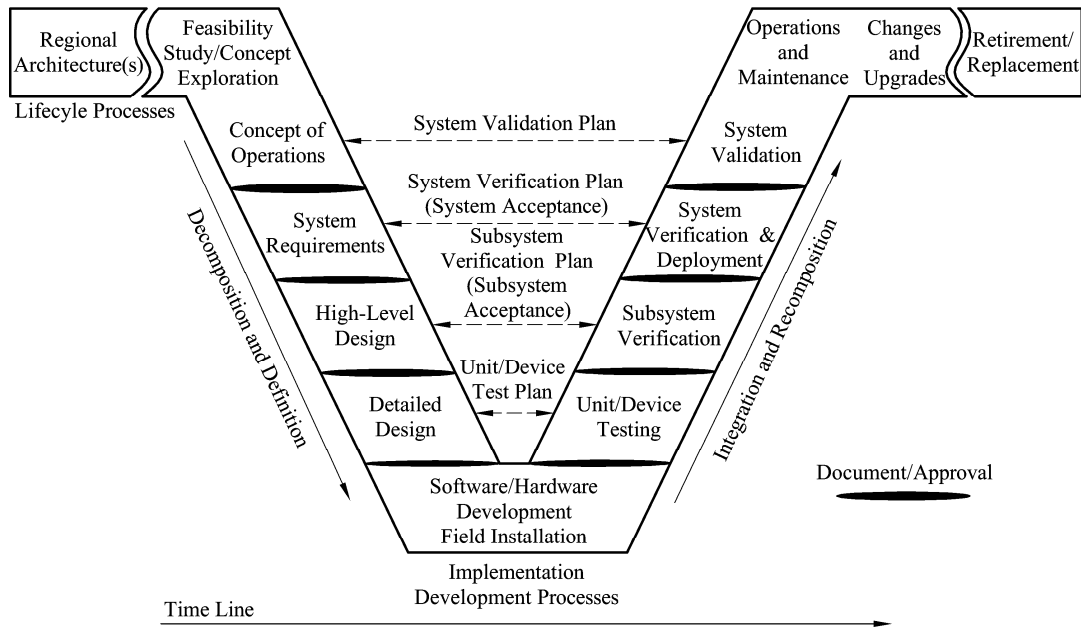 Regional
Architecture(s)
Feasibility
Study/Concept
Exploration
Operations
and
Maintenance
Changes
and
Upgrades
Retirement/
Replacement
Lifecyle Processes
Concept of
Operations
System Validation Plan
System
Validation
System Verification Plan
(System Acceptance)
System
Requirements
System
Verification &
Deployment
Subsystem
Verification Plan
(Subsystem
Acceptance)
High-Level
Design
Subsystem
Verification
Unit/Device
Test Plan
Detailed
Design
Unit/Device
Testing
Decomposition and Definition
Integration and Recomposition
Software/Hardware
Development
Field Installation
Document/Approval
Implementation
Development Processes
Time Line